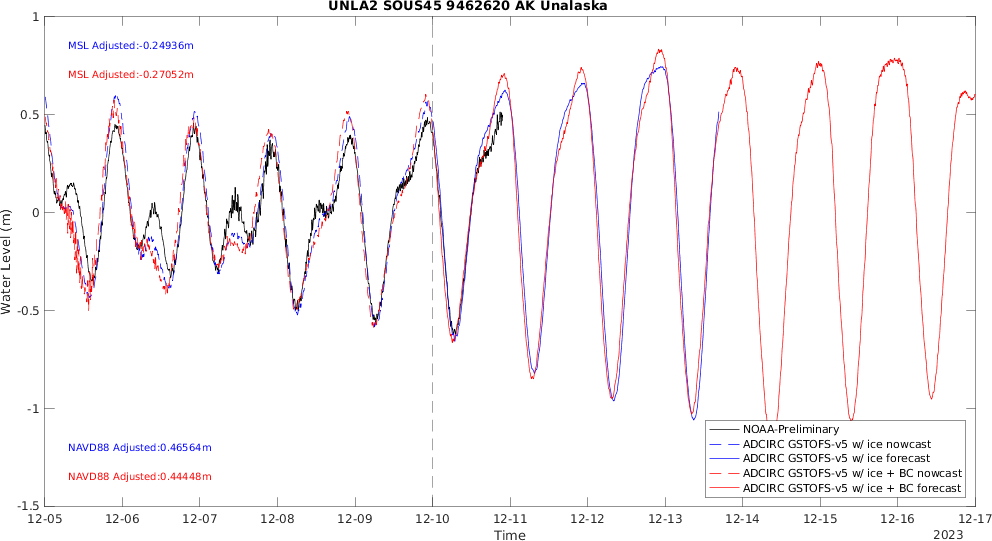 UNLA2 SOUS45 9462620 AK Unalaska
MSL Adjusted:-0.24936m
MSL Adjusted:-0.27052m
Water Level (m)
1
0.5
0
-0.5
-1
-1.5
NAVD88 Adjusted:0.46564m
NAVD88 Adjusted:0.44448m
NOAA-Preliminary
ADCIRC GSTOFS-v5 w/ ice nowcast
ADCIRC GSTOFS-v5 w/ ice forecast
ADCIRC GSTOFS-v5 w/ ice + BC nowcast
ADCIRC GSTOFS-v5 w/ ice + BC forecast
12-05 12-06 12-07 12-08 12-09 12-10 12-11 12-12 12-13 12-14 12-15 12-16 12-17
Time
2023